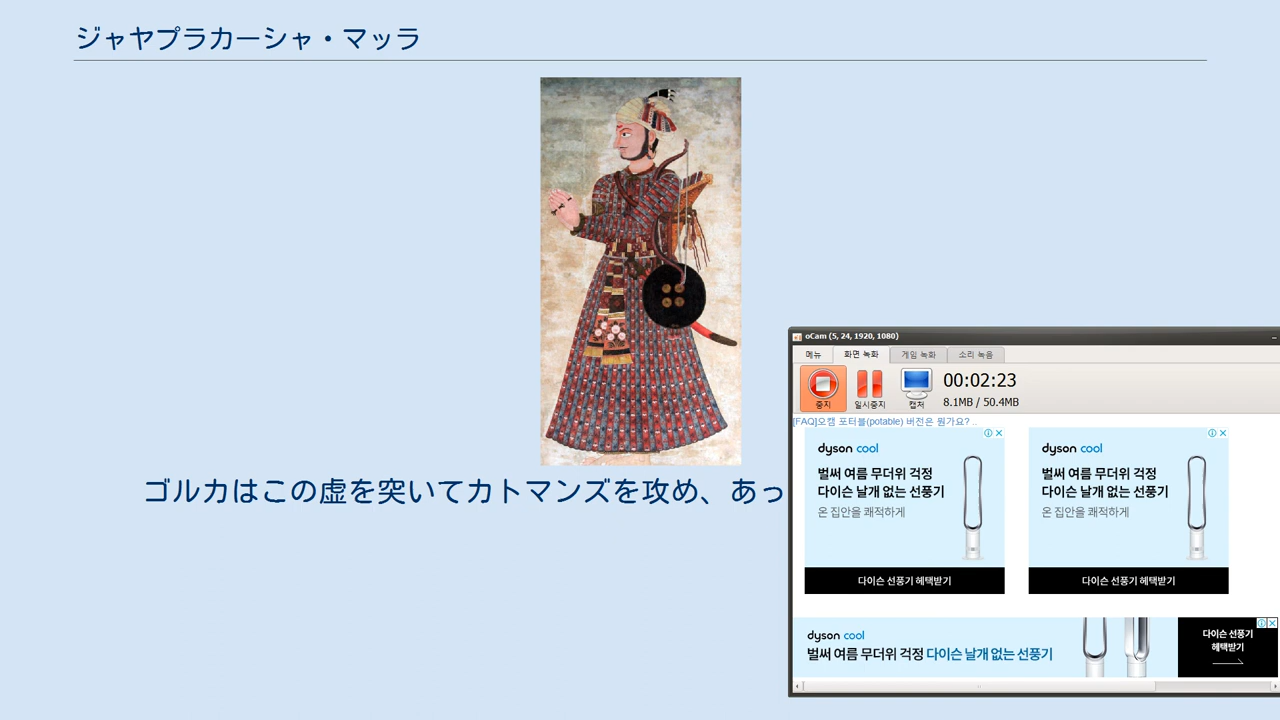 ジャヤプラカーシャ・マッラ
ゴルカはこの虚を突いてカトマンズを攻め、あっ
oCam (5, 24, 1920, 1080)
메뉴 화면 녹화 게임 녹화 소리 녹음
중지 일시중지 캡처
00:02:23
8.1MB / 50.4MB
[FAQ]오캠 포터블(potable) 버전은 뭔가요? ..
dyson cool
벌써 여름 무더위 걱정
다이슨 날개 없는 선풍기
온 집안을 쾌적하게
다이슨 선풍기 혜택받기
dyson cool
벌써 여름 무더위 걱정
다이슨 날개 없는 선풍기
온 집안을 쾌적하게
다이슨 선풍기 혜택받기
dyson cool
벌써 여름 무더위 걱정 다이슨 날개 없는 선풍기
다이슨 선풍기
혜택받기